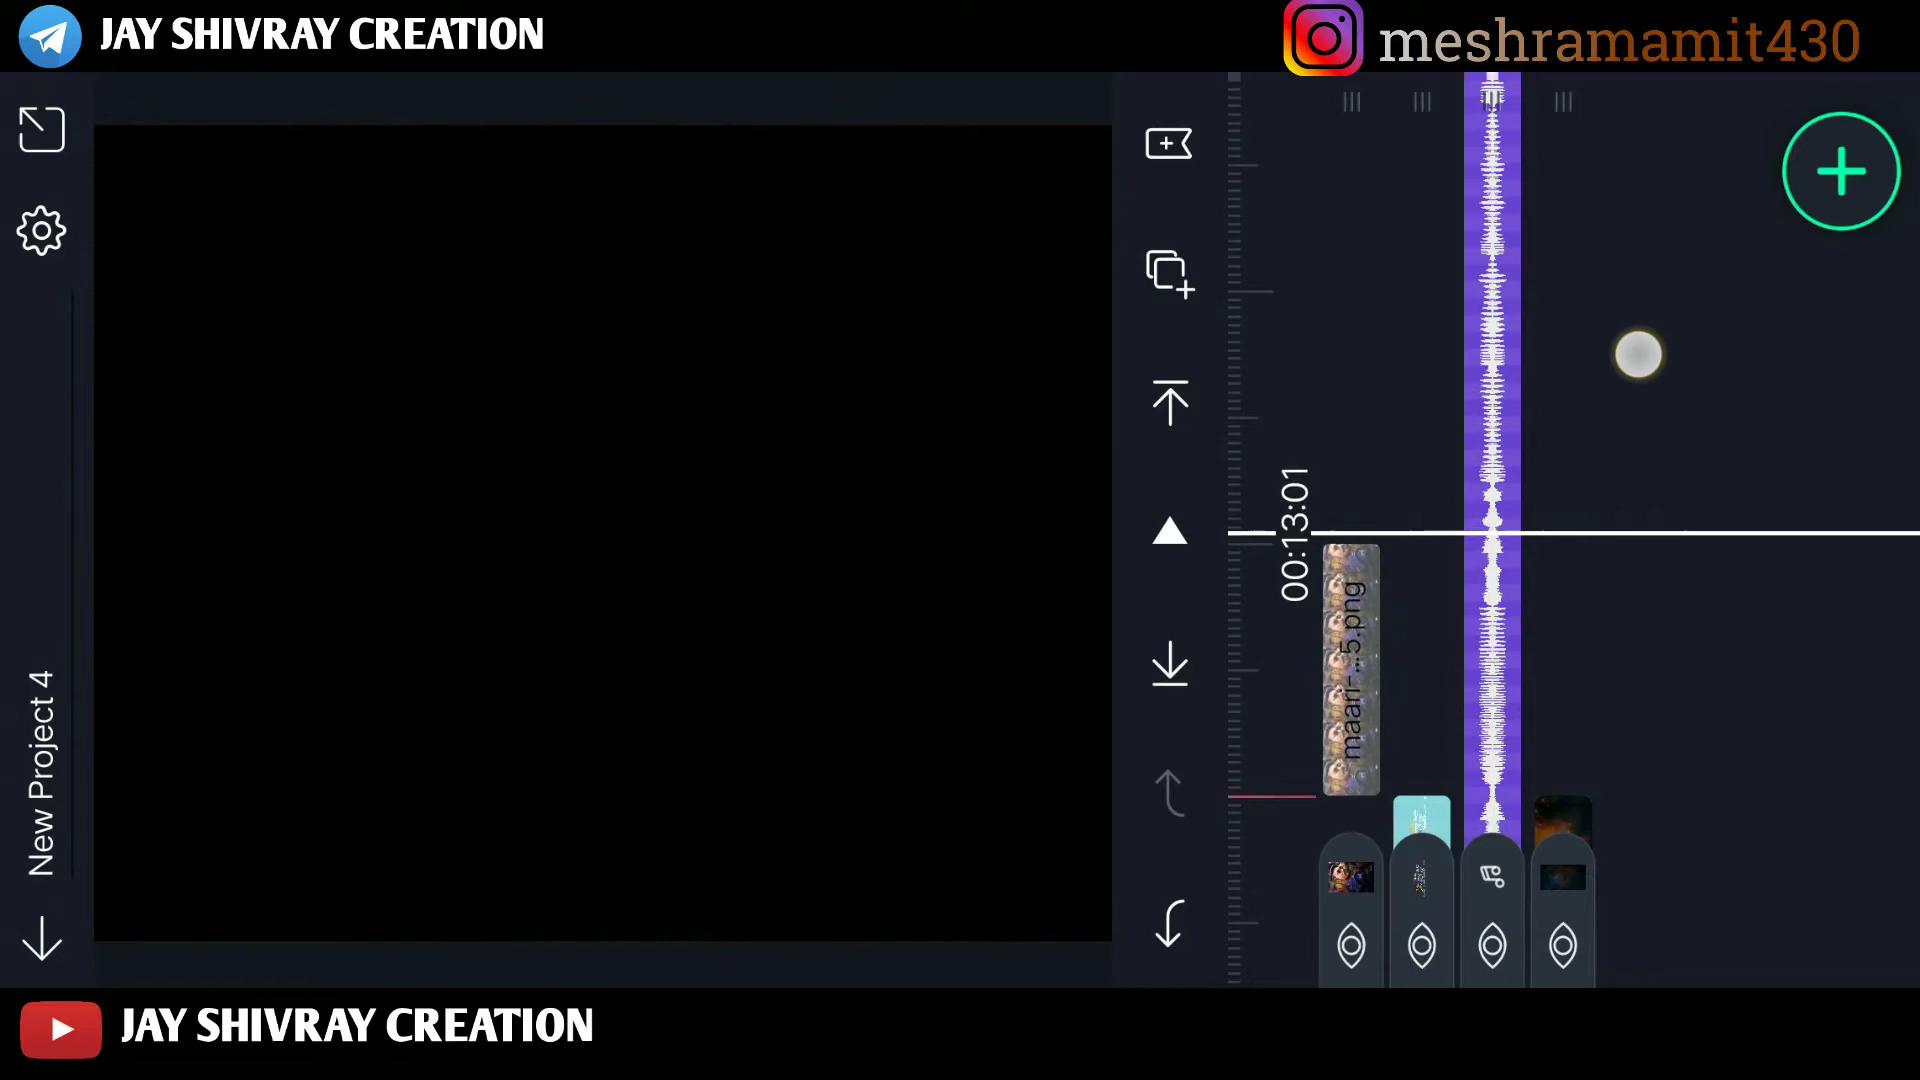 JAY SHIVRAY CREATION
meshramamit430
New Project 4
00:13:01
maari-...5.png
JAY SHIVRAY CREATION